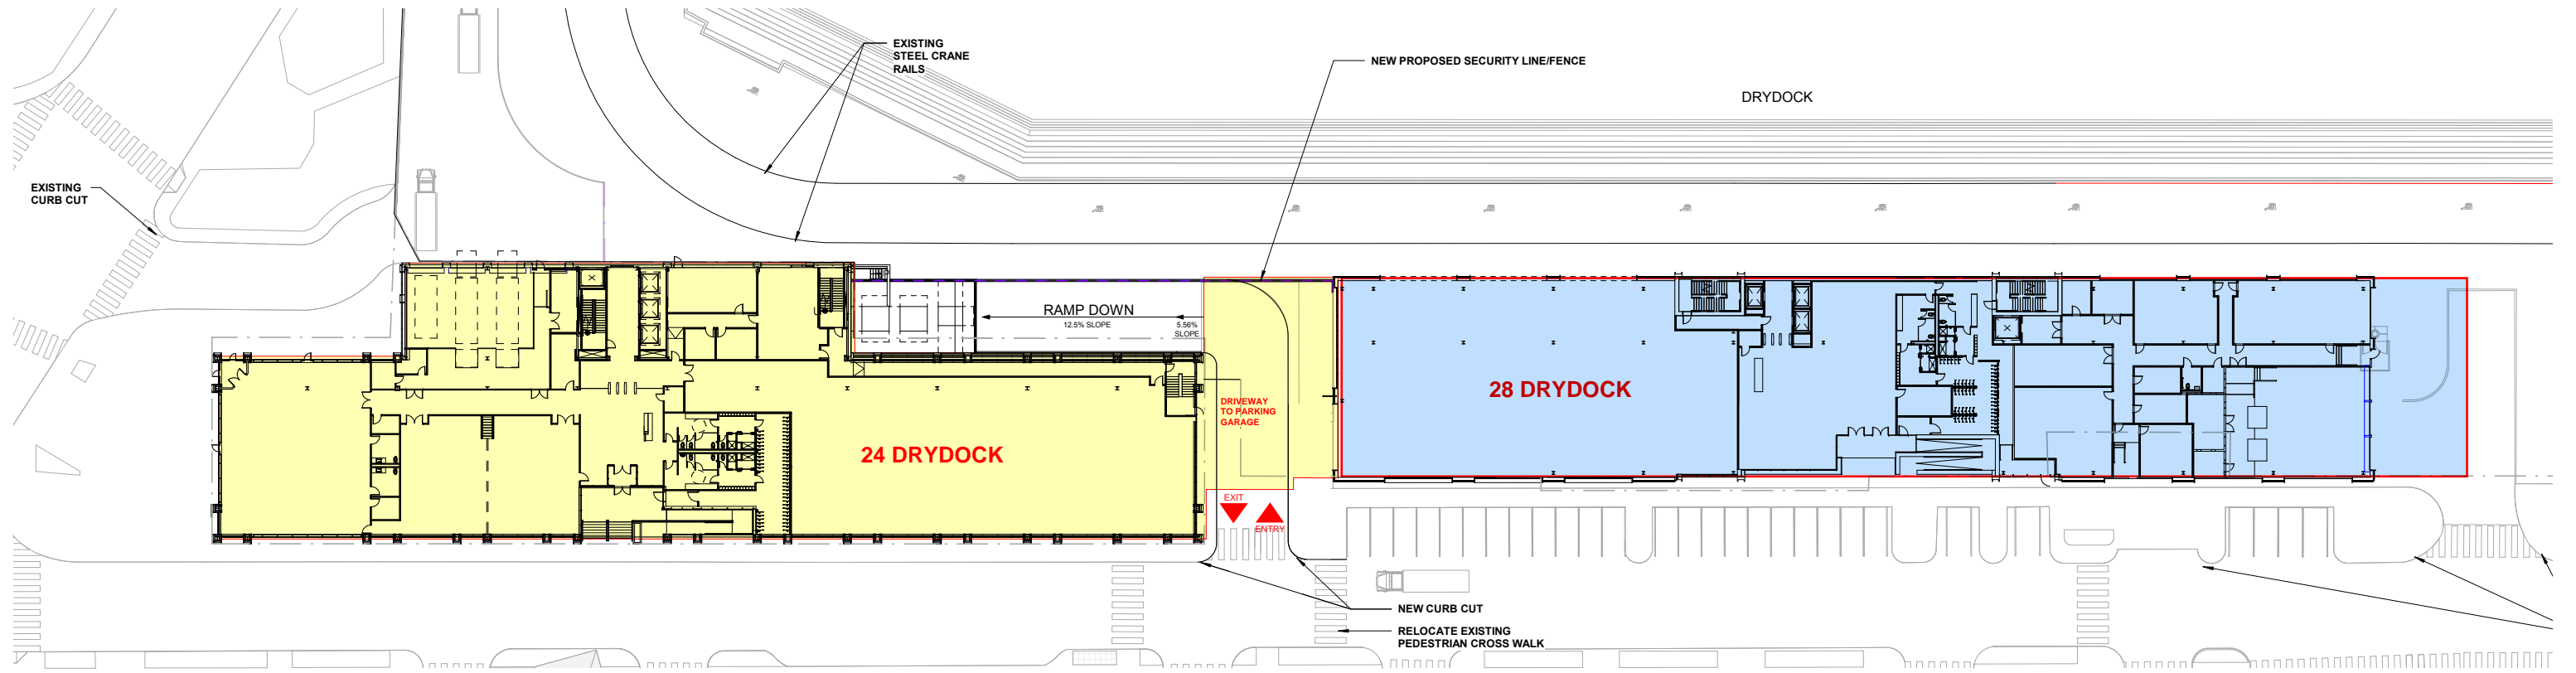 EXISTING
STEEL CRANE
RAILS
NEW PROPOSED SECURITY LINE/FENCE
DRYDOCK
EXISTING
CURB CUT
RAMP DOWN
12.5% SLOPE
5.56%
SLOPE
28 DRYDOCK
DRIVEWAY
TO PARKING
GARAGE
24 DRYDOCK
EXIT
ENTRY
NEW CURB CUT
RELOCATE EXISTING
PEDESTRIAN CROSS WALK